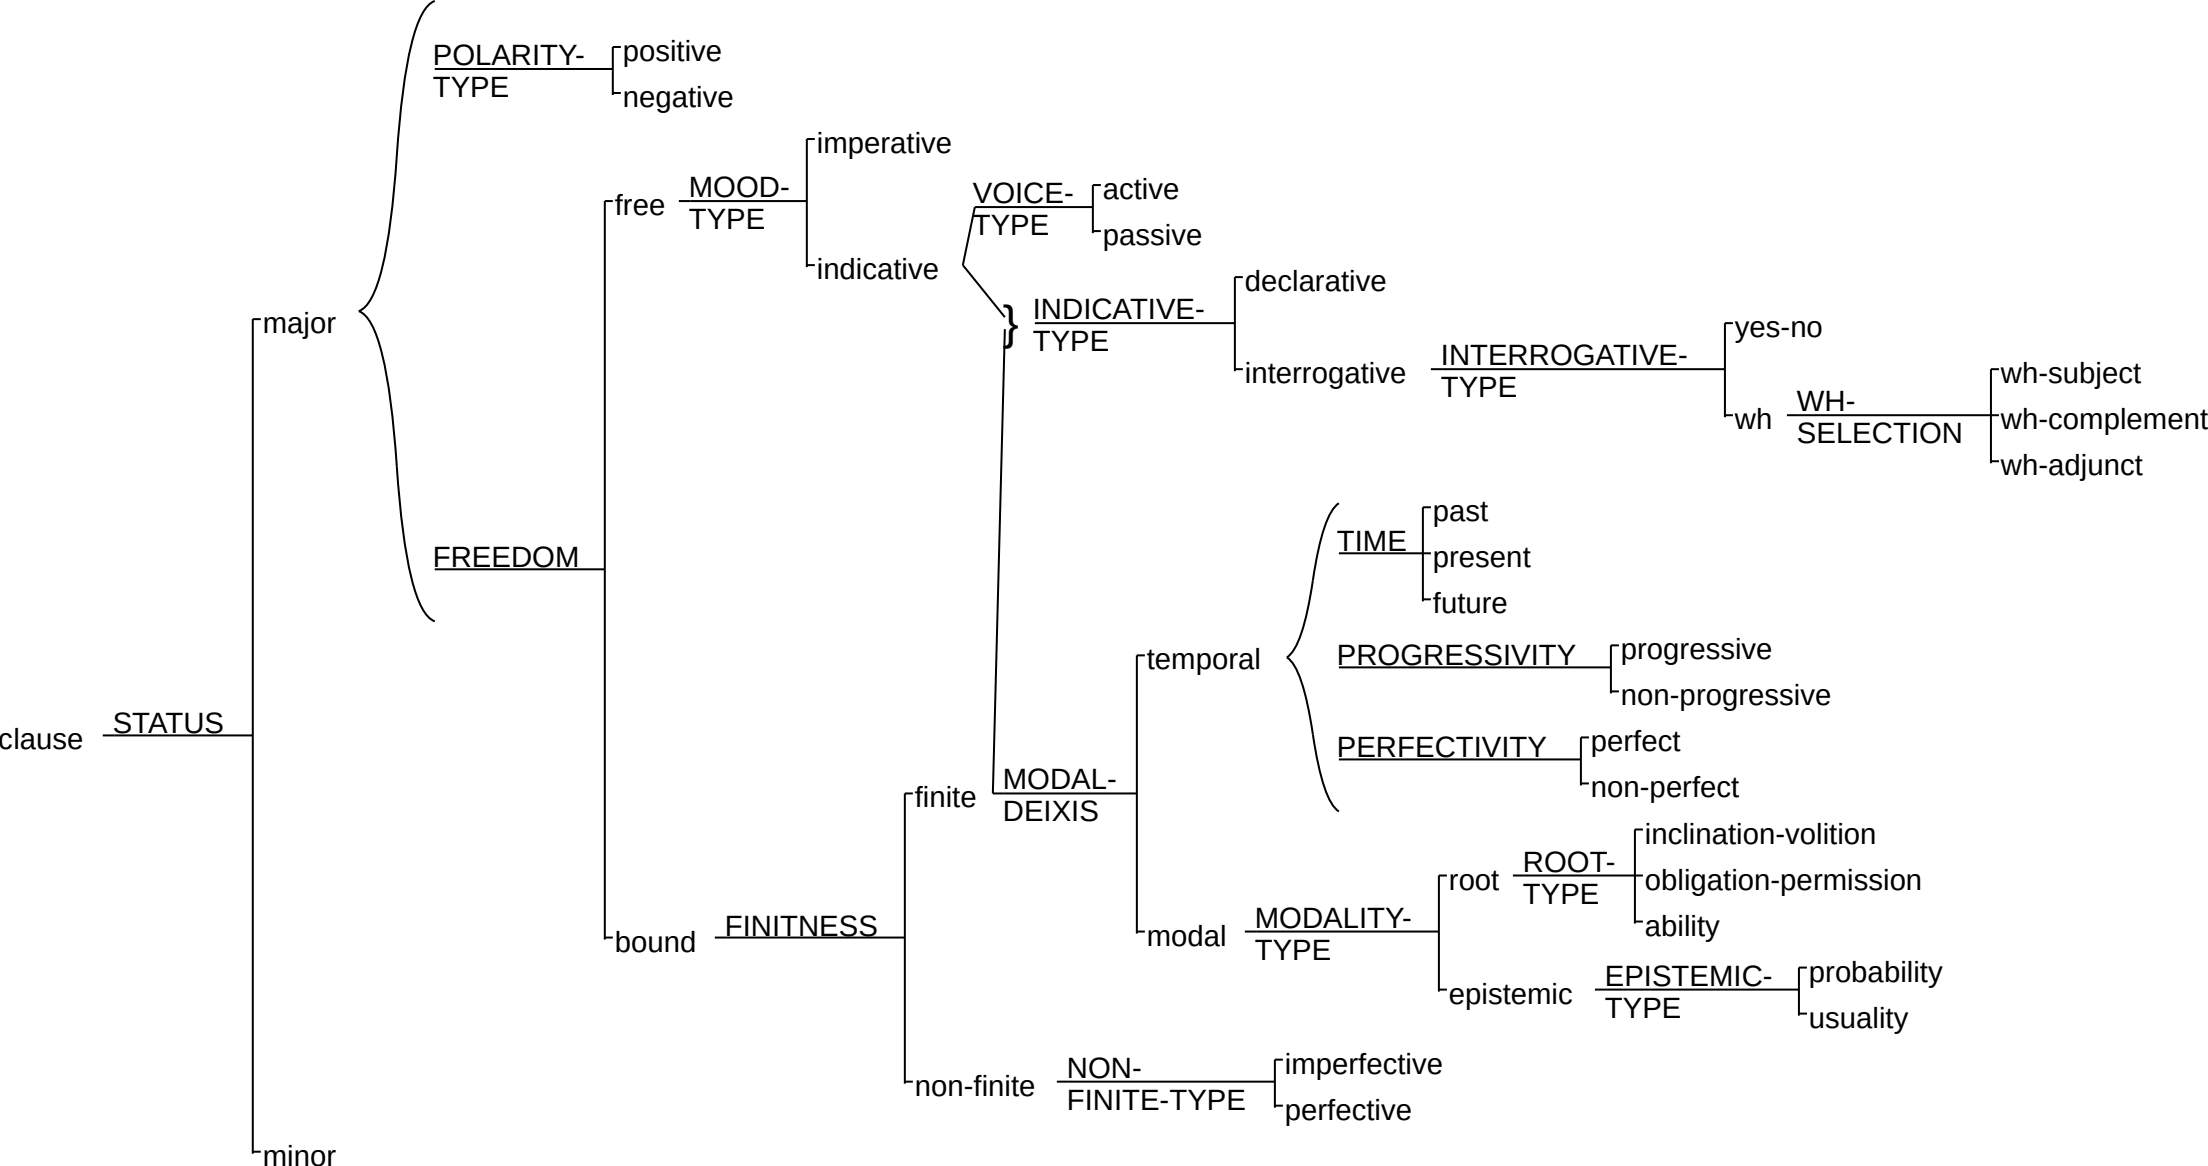 POLARITY-
TYPE
positive
negative
imperative
free
MOOD-
TYPE
indicative
VOICE-
TYPE
active
passive
major
}
INDICATIVE-
TYPE
declarative
interrogative
INTERROGATIVE-
TYPE
yes-no
wh
WH-
SELECTION
wh-subject
wh-complement
wh-adjunct
FREEDOM
TIME
past
present
future
temporal
PROGRESSIVITY
progressive
non-progressive
PERFECTIVITY
perfect
non-perfect
clause
STATUS
finite
MODAL-
DEIXIS
bound
FINITNESS
modal
MODALITY-
TYPE
root
ROOT-
TYPE
inclination-volition
obligation-permission
ability
epistemic
EPISTEMIC-
TYPE
probability
usuality
non-finite
NON-
FINITE-TYPE
imperfective
perfective
minor